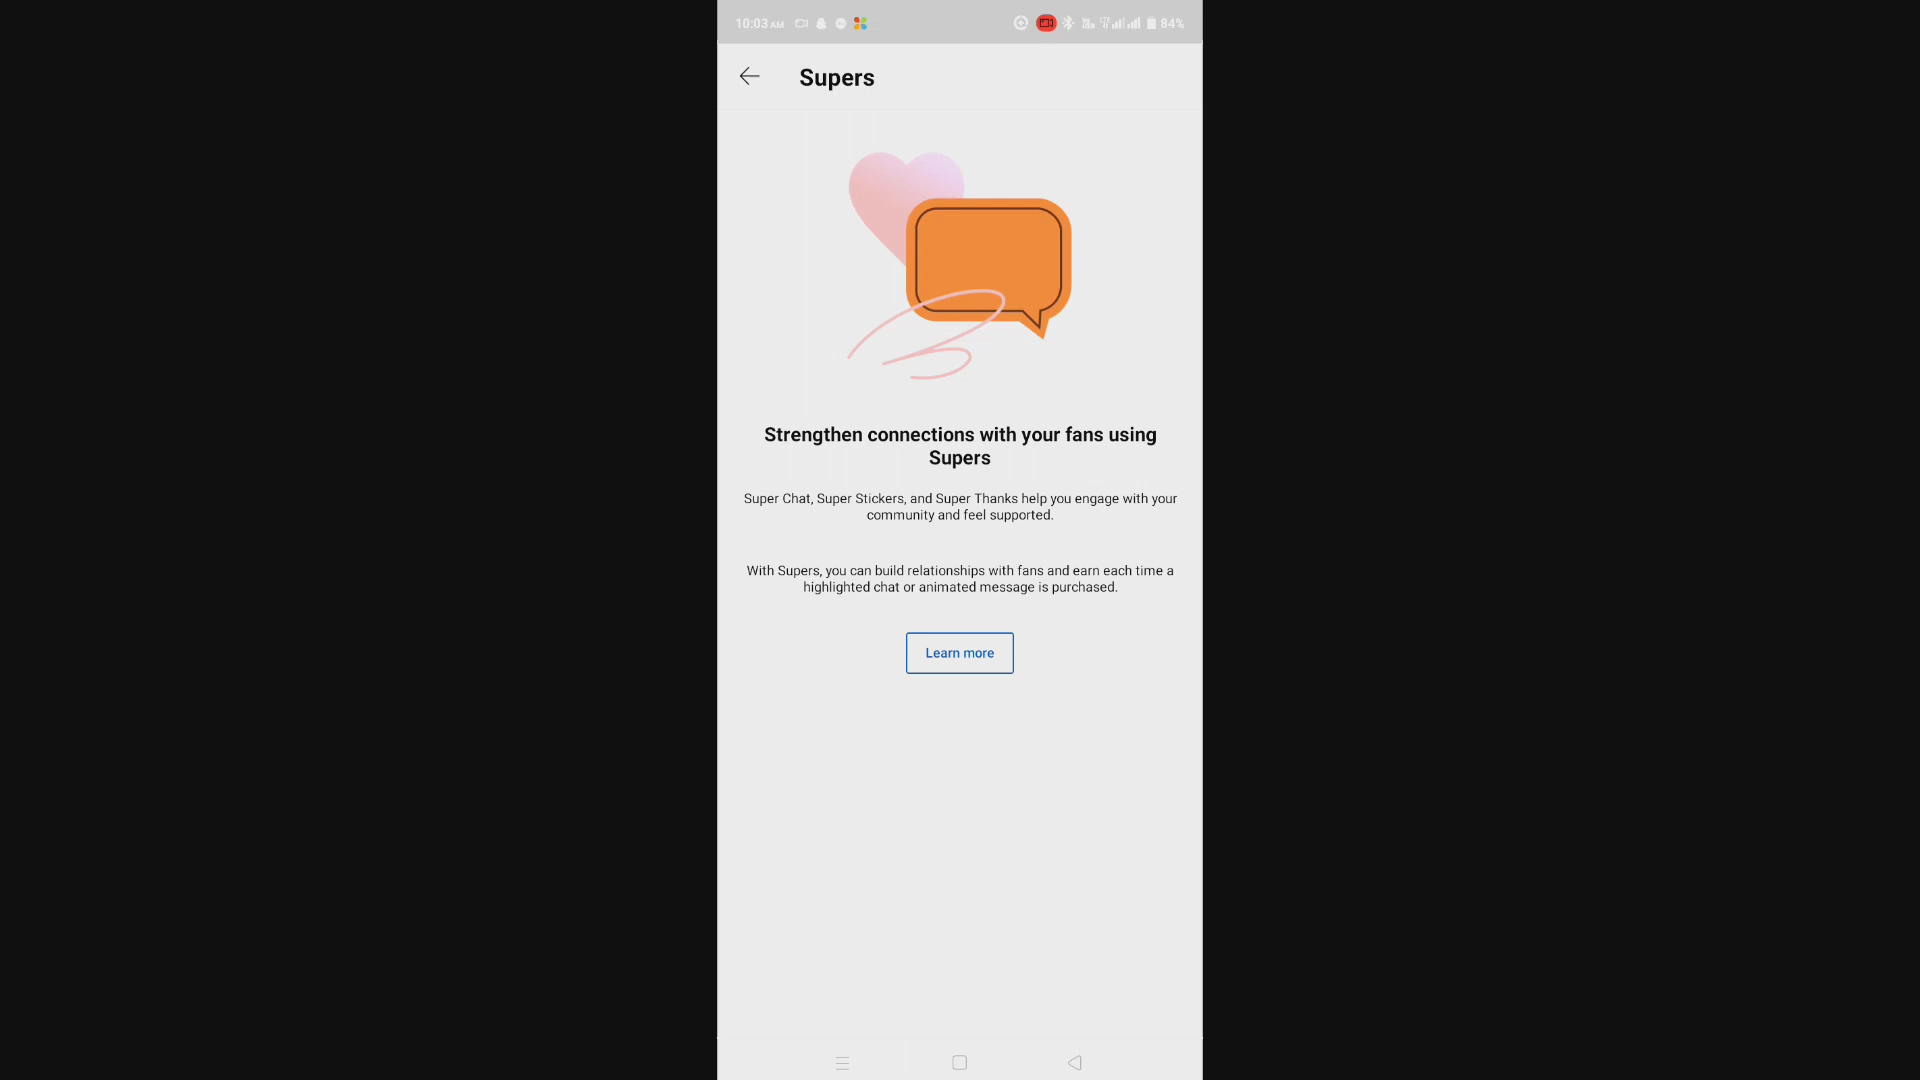 10:03 AM 84%
Supers
Strengthen connections with your fans using
Supers
Super Chat, Super Stickers, and Super Thanks help you engage with your
community and feel supported.
With Supers, you can build relationships with fans and earn each time a
highlighted chat or animated message is purchased.
Learn more